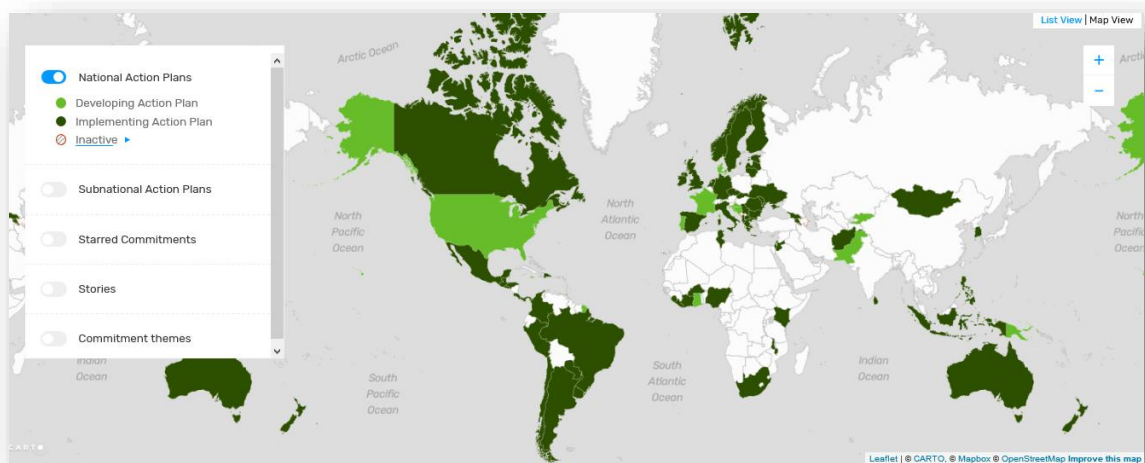 List View | Map View
National Action Plans
Developing Action Plan
Implementing Action Plan
Inactive
Subnational Action Plans
Starred Commitments
Stories
Commitment themes
+
−
Arctic Ocean
Arctic
North
Pacific
Ocean
North
Atlantic
Ocean
North
Pacific
Ocean
Indian
Ocean
South
Pacific
Ocean
South
Atlantic
Ocean
Indian
Ocean
CARTO
Leaflet | © CARTO, © Mapbox © OpenStreetMap Improve this map